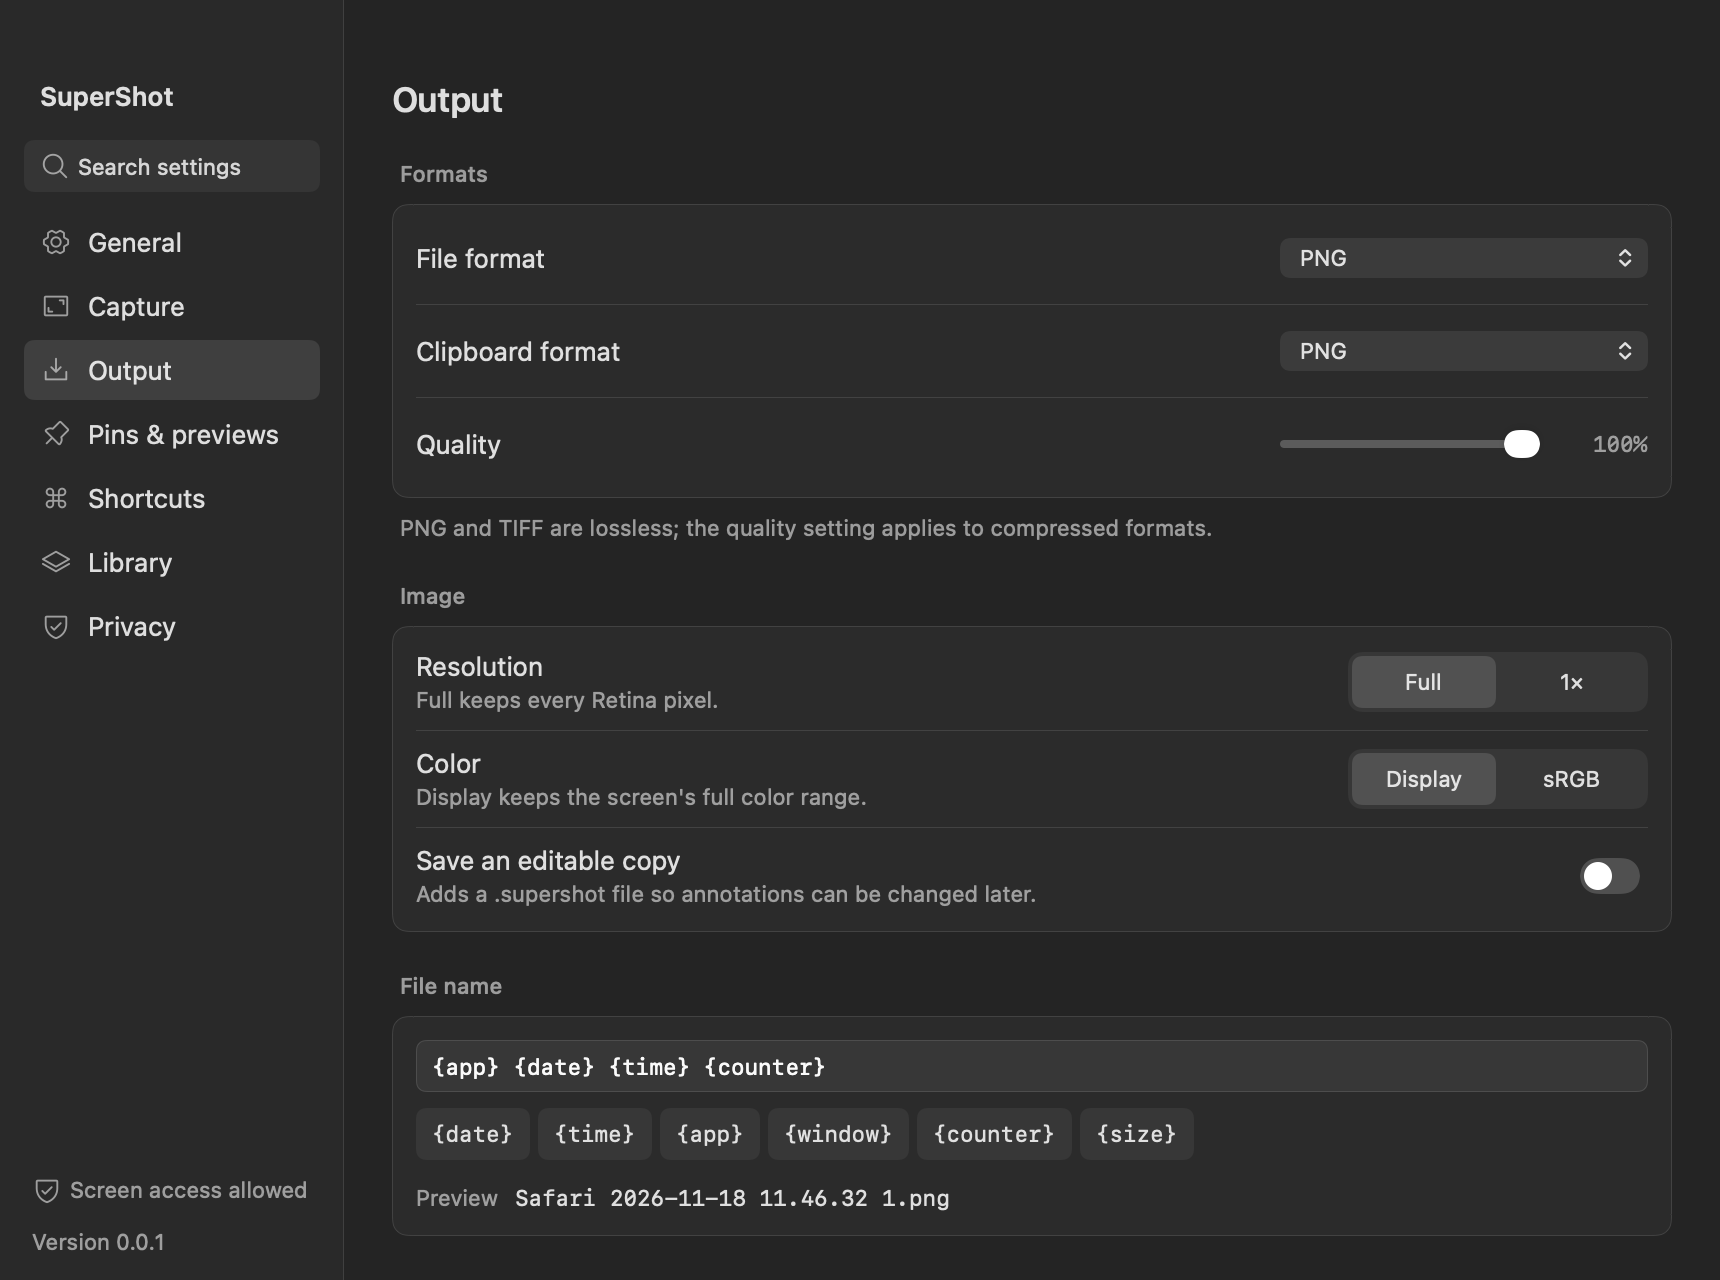 SuperShot
Search settings
General
Capture
Output
Pins & previews
Shortcuts
Library
Privacy
Screen access allowed
Version 0.0.1
Output
Formats
File format PNG
Clipboard format PNG
Quality 100%
PNG and TIFF are lossless; the quality setting applies to compressed formats.
Image
Resolution
Full keeps every Retina pixel.
Full 1×
Color
Display keeps the screen's full color range.
Display sRGB
Save an editable copy
Adds a .supershot file so annotations can be changed later.
File name
{app} {date} {time} {counter}
{date} {time} {app} {window} {counter} {size}
Preview Safari 2026-11-18 11.46.32 1.png